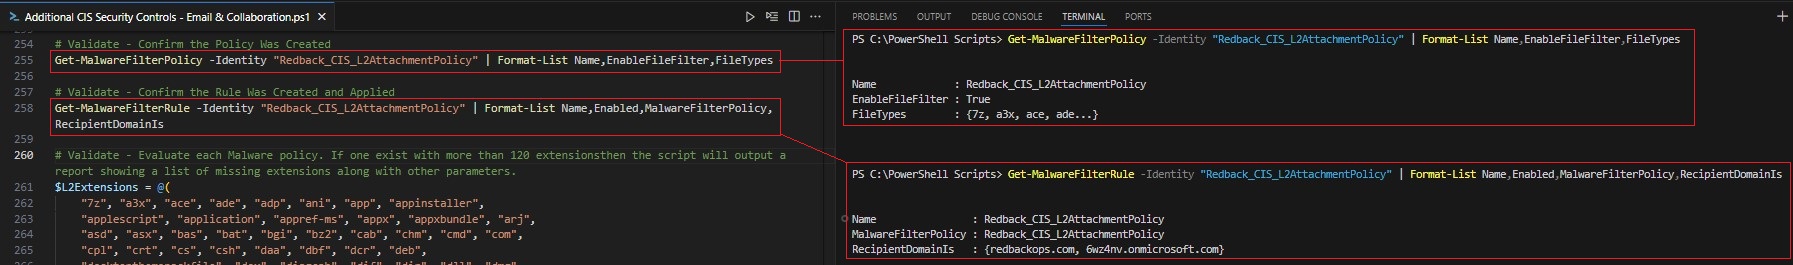 Additional CIS Security Controls - Email & Collaboration.ps1
254 # Validate - Confirm the Policy Was Created
255 Get-MalwareFilterPolicy -Identity "Redback_CIS_L2AttachmentPolicy" | Format-List Name,EnableFileFilter,FileTypes
256
257 # Validate - Confirm the Rule Was Created and Applied
258 Get-MalwareFilterRule -Identity "Redback_CIS_L2AttachmentPolicy" | Format-List Name,Enabled,MalwareFilterPolicy,
RecipientDomainIs
259
260 # Validate - Evaluate each Malware policy. If one exist with more than 120 extensionsthen the script will output a
report showing a list of missing extensions along with other parameters.
261 $L2Extensions = @(
262 "7z", "a3x", "ace", "ade", "adp", "ani", "app", "appinstaller",
263 "applescript", "application", "appref-ms", "appx", "appxbundle", "arj",
264 "asd", "asx", "bas", "bat", "bgi", "bz2", "cab", "chm", "cmd", "com",
265 "cpl", "crt", "cs", "csh", "daa", "dbf", "dcr", "deb",
PROBLEMS OUTPUT DEBUG CONSOLE TERMINAL PORTS
PS C:\PowerShell Scripts> Get-MalwareFilterPolicy -Identity "Redback_CIS_L2AttachmentPolicy" | Format-List Name,EnableFileFilter,FileTypes
Name : Redback_CIS_L2AttachmentPolicy
EnableFileFilter : True
FileTypes : {7z, a3x, ace, ade...}
PS C:\PowerShell Scripts> Get-MalwareFilterRule -Identity "Redback_CIS_L2AttachmentPolicy" | Format-List Name,Enabled,MalwareFilterPolicy,RecipientDomainIs
Name : Redback_CIS_L2AttachmentPolicy
MalwareFilterPolicy : Redback_CIS_L2AttachmentPolicy
RecipientDomainIs : {redbackops.com, 6wz4nv.onmicrosoft.com}